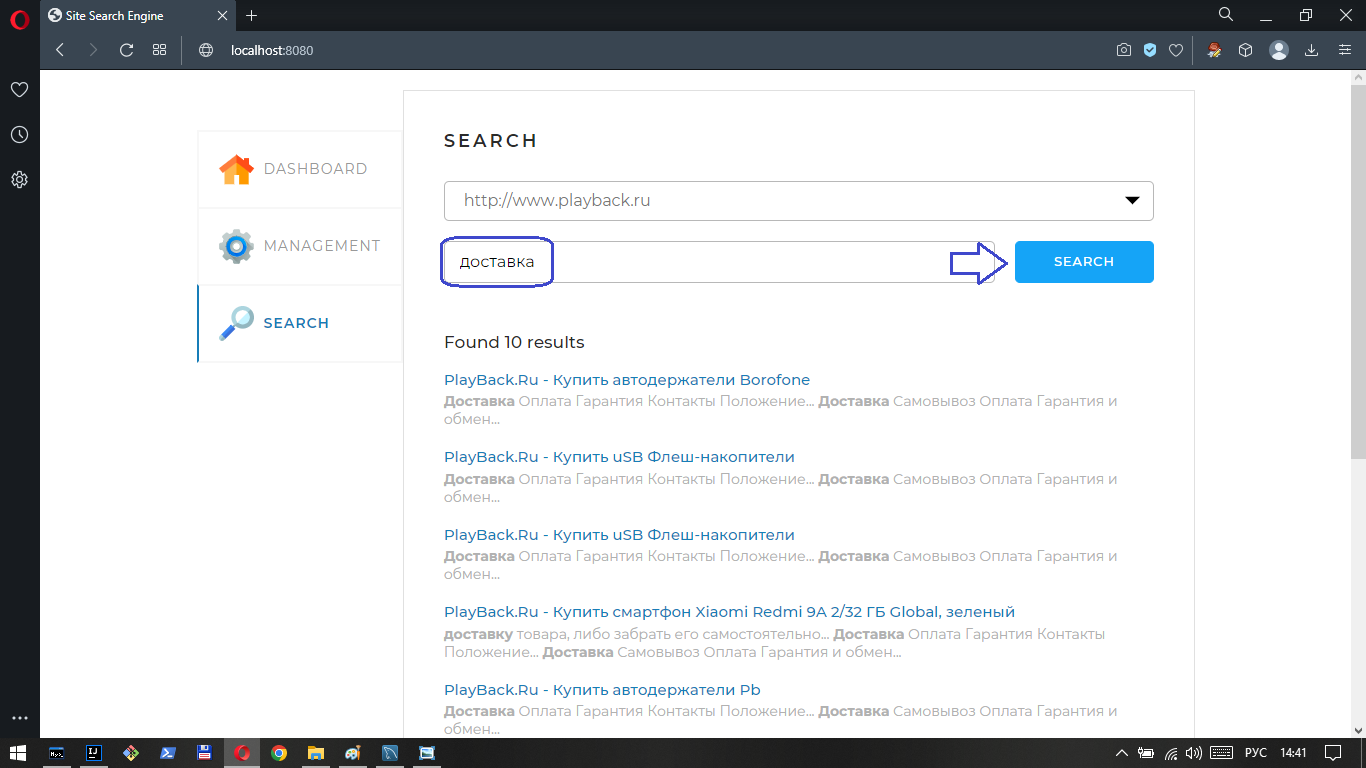 Site Search Engine
localhost:8080
DASHBOARD
MANAGEMENT
SEARCH
SEARCH
http://www.playback.ru
доставка
SEARCH
Found 10 results
PlayBack.Ru - Купить автодержатели Borofone
Доставка Оплата Гарантия Контакты Положение... Доставка Самовывоз Оплата Гарантия и
обмен...
PlayBack.Ru - Купить uSB Флеш-накопители
Доставка Оплата Гарантия Контакты Положение... Доставка Самовывоз Оплата Гарантия и
обмен...
PlayBack.Ru - Купить uSB Флеш-накопители
Доставка Оплата Гарантия Контакты Положение... Доставка Самовывоз Оплата Гарантия и
обмен...
PlayBack.Ru - Купить смартфон Xiaomi Redmi 9A 2/32 ГБ Global, зеленый
доставку товара, либо забрать его самостоятельно... Доставка Оплата Гарантия Контакты
Положение... Доставка Самовывоз Оплата Гарантия и обмен...
PlayBack.Ru - Купить автодержатели Pb
Доставка Оплата Гарантия Контакты Положение... Доставка Самовывоз Оплата Гарантия и
обмен...
РУС
14:41